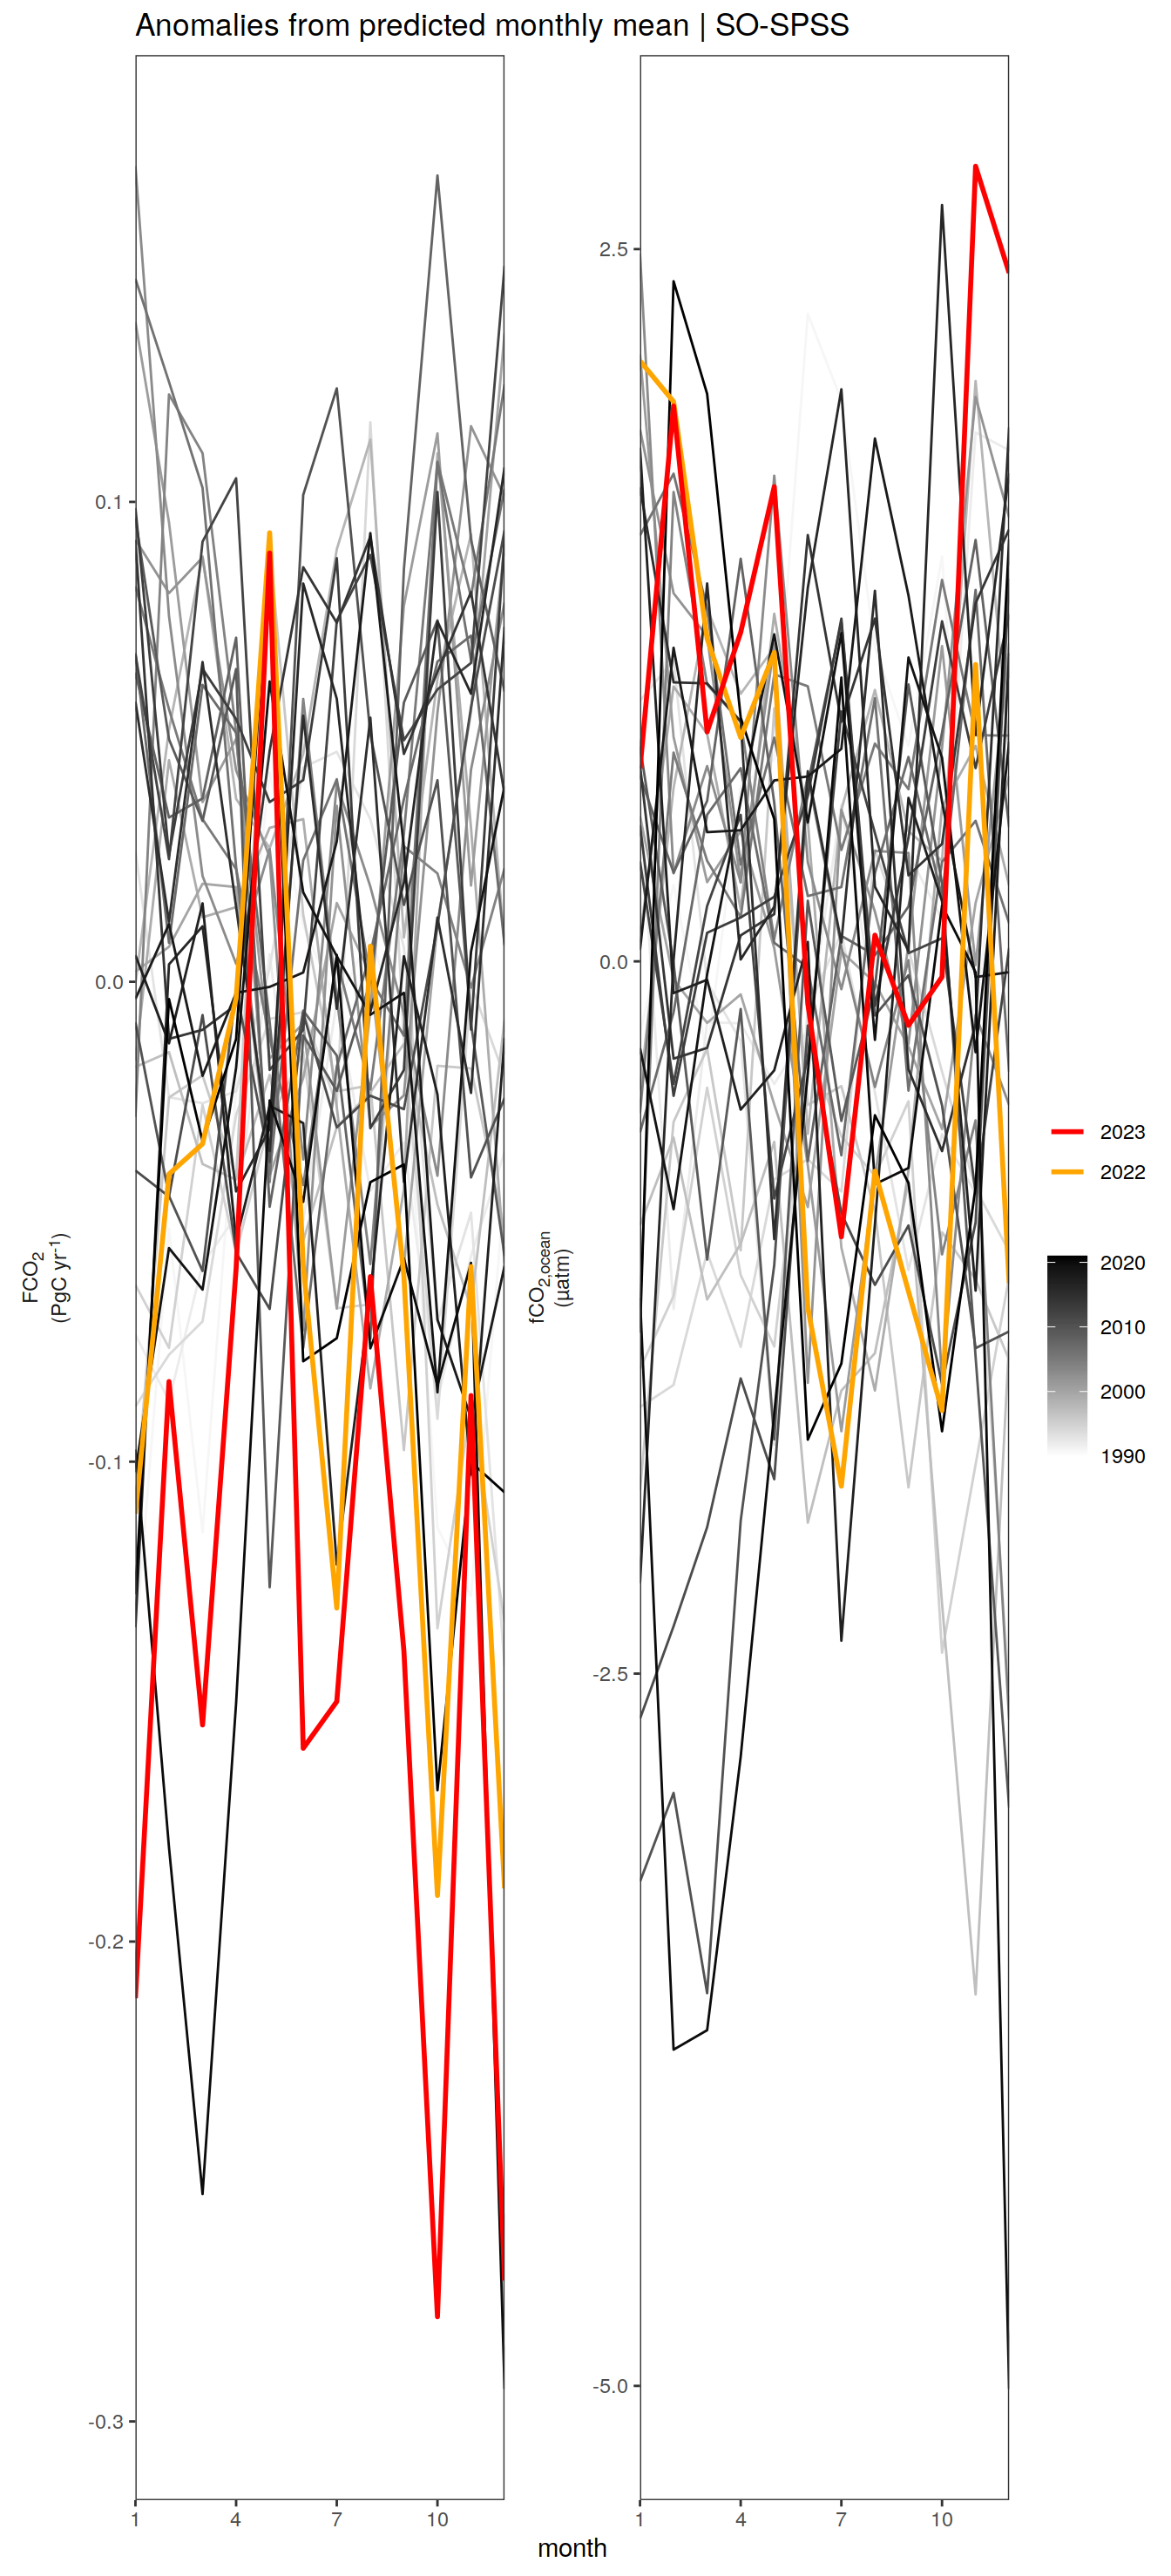 Anomalies from predicted monthly mean | SO-SPSS
FCO₂
(PgC yr⁻¹)
0.1
0.0
-0.1
-0.2
-0.3
1 4 7 10
fCO₂,ocean
(µatm)
2.5
0.0
-2.5
-5.0
1 4 7 10
month
2023
2022
2020
2010
2000
1990